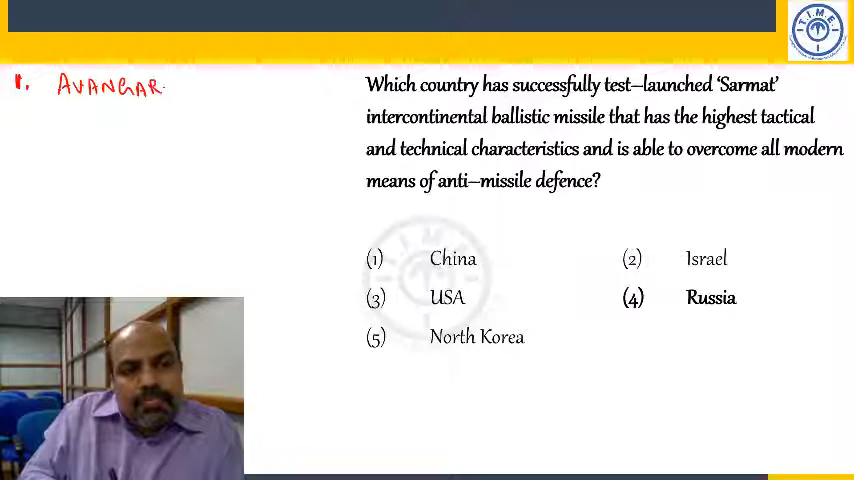 T.I.M.E.
1. AVANGAR
Which country has successfully test–launched ‘Sarmat’
intercontinental ballistic missile that has the highest tactical
and technical characteristics and is able to overcome all modern
means of anti–missile defence?
T.I.M.E.
(1) China (2) Israel
(3) USA (4) Russia
(5) North Korea